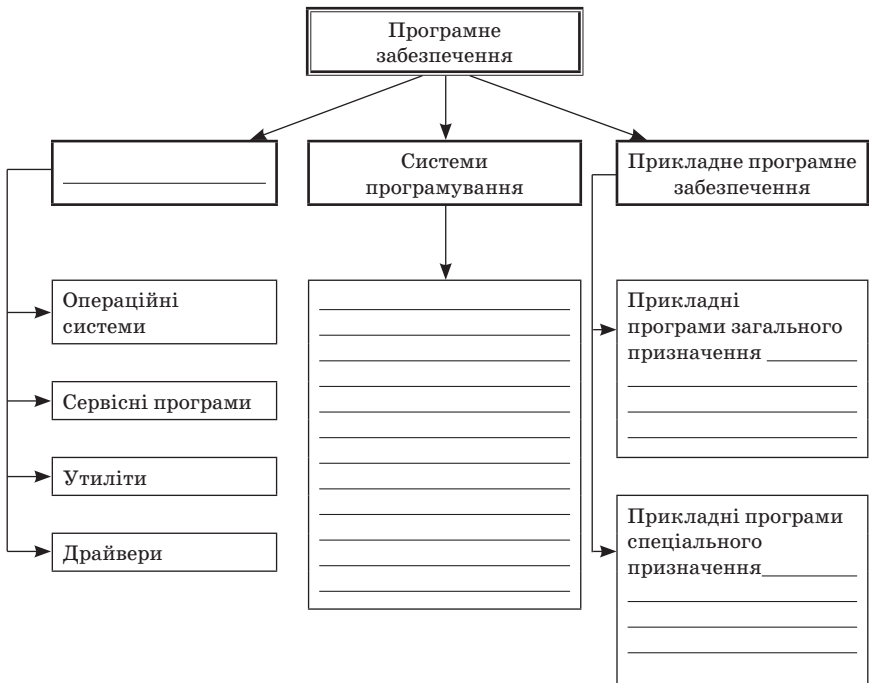 Програмне
забезпечення
Системи
програмування
Прикладне програмне
забезпечення
Операційні
системи
Сервісні програми
Утиліти
Драйвери
Прикладні
програми загального
призначення
Прикладні програми
спеціального
призначення